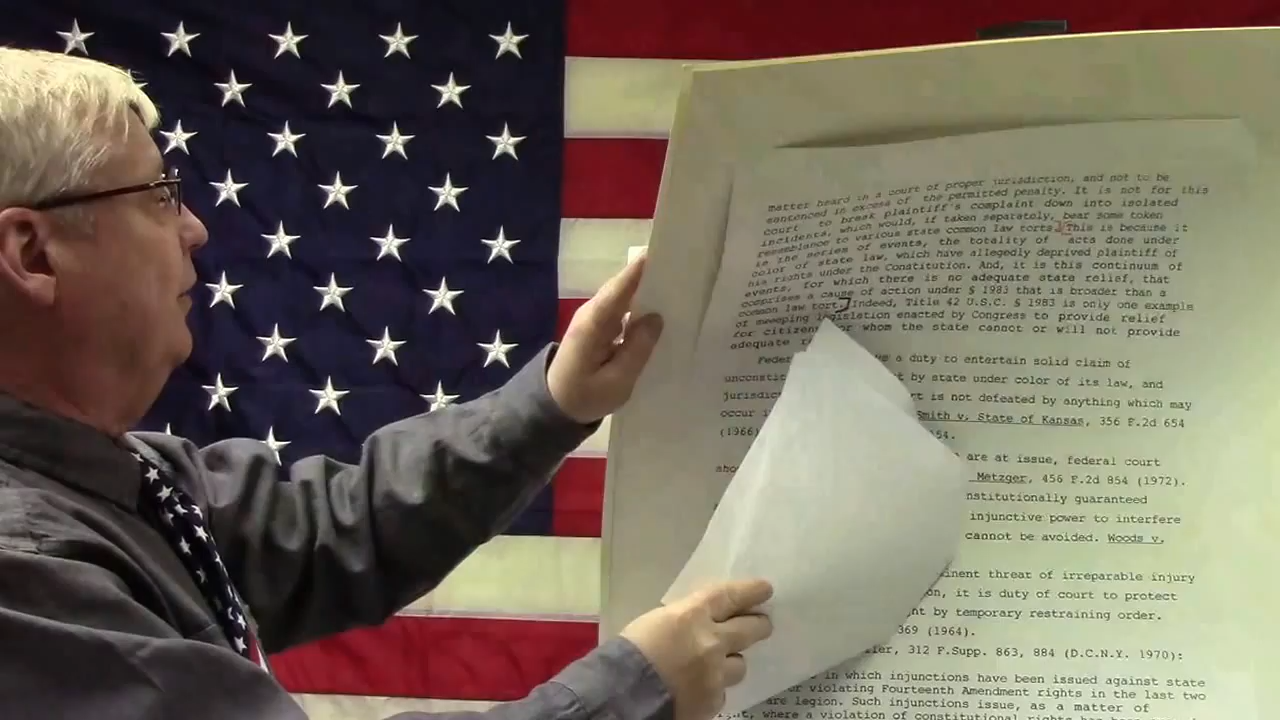 matter heard in a court of proper jurisdiction, and not to be
sentenced in excess of the permitted penalty. It is not for this
court to break plaintiff's complaint down into isolated
incidents, which would, if taken separately, bear some token
resemblance to various state common law torts. This is because it
is the series of events, the totality of acts done under
color of state law, which have allegedly deprived plaintiff of
his rights under the Constitution. And, it is this continuum of
events, for which there is no adequate state relief, that
comprises a cause of action under § 1983 that is broader than a
common law tort. Indeed, Title 42 U.S.C. § 1983 is only one example
of sweeping legislation enacted by Congress to provide relief
for citizens for whom the state cannot or will not provide
adequate
a duty to entertain solid claim of
by state under color of its law, and
is not defeated by anything which may
occur Smith v. State of Kansas, 356 F.2d 654
(1966) 54.
are at issue, federal court
Metzger, 456 F.2d 854 (1972).
injunctive power to interfere
cannot be avoided. Woods v.
threat of irreparable injury
it is duty of court to protect
by temporary restraining order.
369 (1964).
312 F.Supp. 863, 884 (D.C.N.Y. 1970):
in which injunctions have been issued against state
violating Fourteenth Amendment rights in the last two
are legion. Such injunctions issue, as a matter of
where a violation of constitutional rights has been